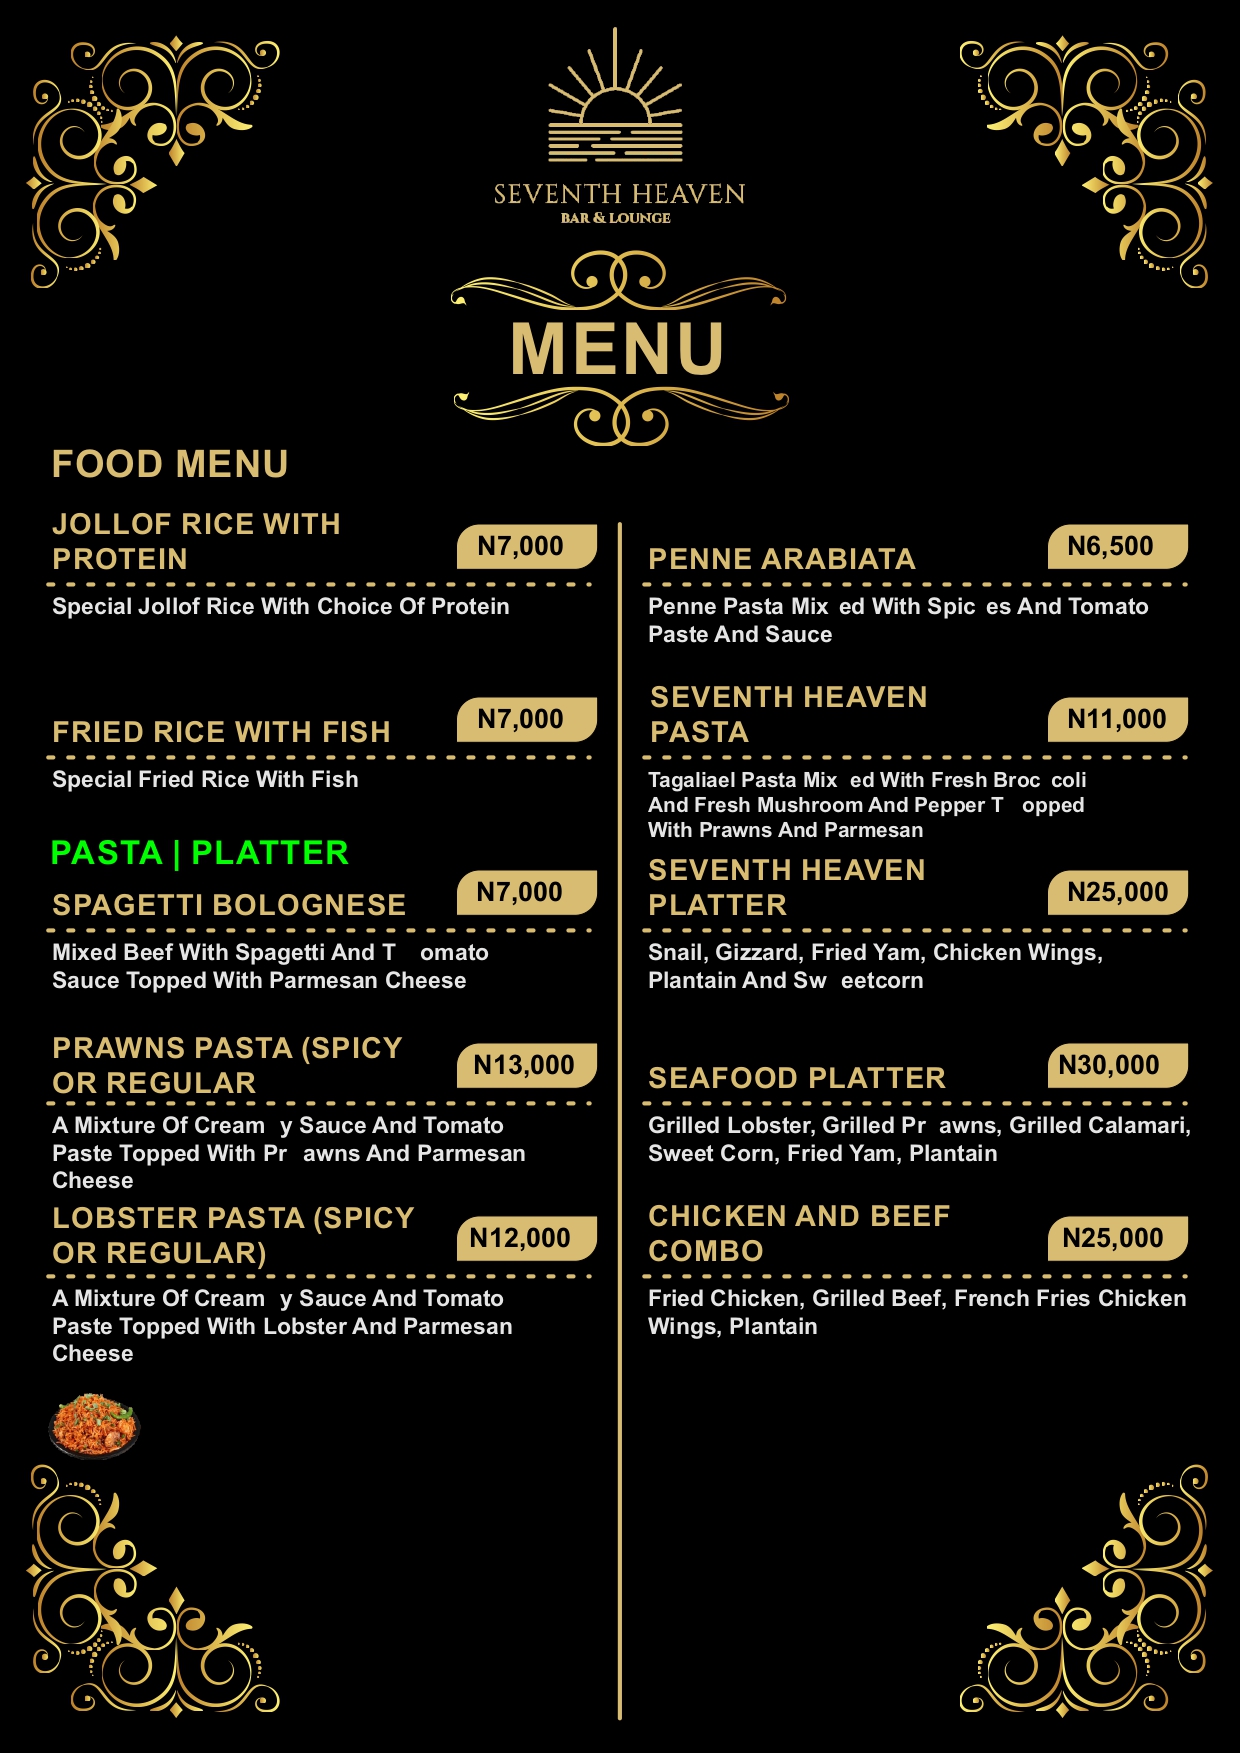 SEVENTH HEAVEN
BAR & LOUNGE
MENU
FOOD MENU
JOLLOF RICE WITH
PROTEIN
N7,000
Special Jollof Rice With Choice Of Protein
FRIED RICE WITH FISH
N7,000
Special Fried Rice With Fish
PASTA | PLATTER
SPAGETTI BOLOGNESE
N7,000
Mixed Beef With Spagetti And T omato
Sauce Topped With Parmesan Cheese
PRAWNS PASTA (SPICY
OR REGULAR
N13,000
A Mixture Of Cream y Sauce And Tomato
Paste Topped With Pr awns And Parmesan
Cheese
LOBSTER PASTA (SPICY
OR REGULAR)
N12,000
A Mixture Of Cream y Sauce And Tomato
Paste Topped With Lobster And Parmesan
Cheese
PENNE ARABIATA
N6,500
Penne Pasta Mix ed With Spic es And Tomato
Paste And Sauce
SEVENTH HEAVEN
PASTA
N11,000
Tagaliael Pasta Mix ed With Fresh Broc coli
And Fresh Mushroom And Pepper T opped
With Prawns And Parmesan
SEVENTH HEAVEN
PLATTER
N25,000
Snail, Gizzard, Fried Yam, Chicken Wings,
Plantain And Sw eetcorn
SEAFOOD PLATTER
N30,000
Grilled Lobster, Grilled Pr awns, Grilled Calamari,
Sweet Corn, Fried Yam, Plantain
CHICKEN AND BEEF
COMBO
N25,000
Fried Chicken, Grilled Beef, French Fries Chicken
Wings, Plantain